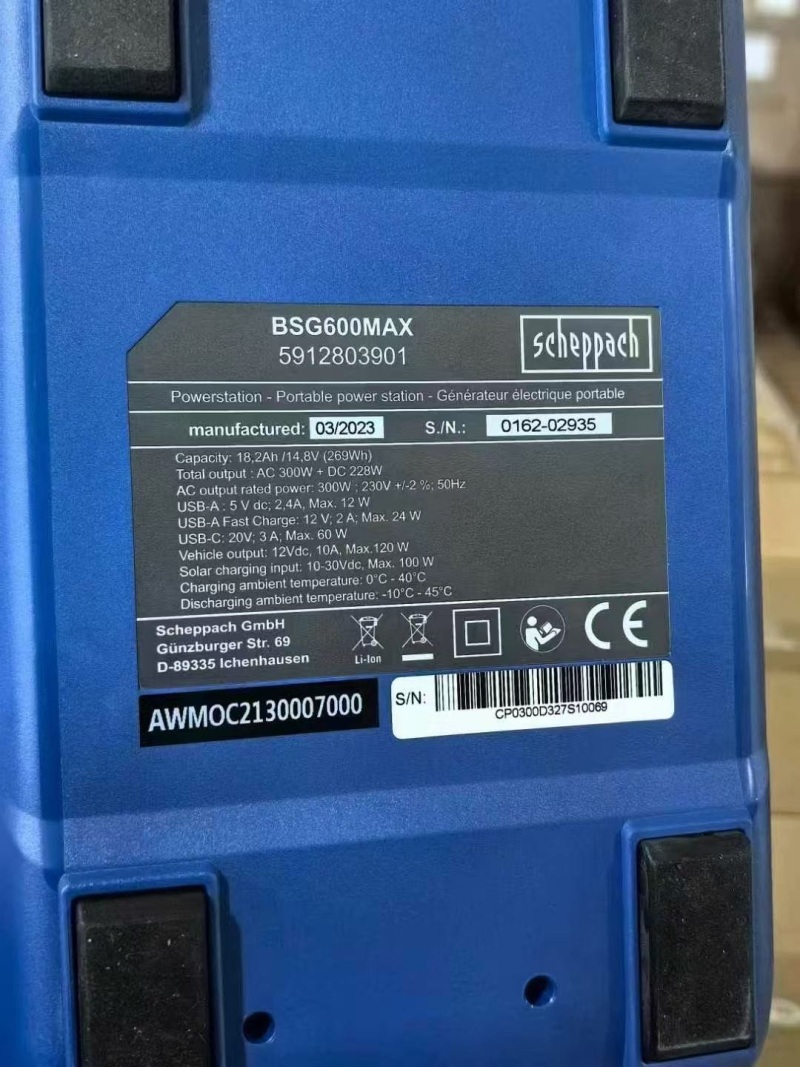 BSG600MAX
5912803901
scheppach
Powerstation - Portable power station - Générateur électrique portable
manufactured: 03/2023 S./N.: 0162-02935
Capacity: 18,2Ah /14,8V (269Wh)
Total output : AC 300W + DC 228W
AC output rated power: 300W ; 230V +/-2 %; 50Hz
USB-A : 5 V dc; 2,4A, Max. 12 W
USB-A Fast Charge: 12 V; 2 A; Max. 24 W
USB-C: 20V; 3 A; Max. 60 W
Vehicle output: 12Vdc, 10A, Max.120 W
Solar charging input: 10-30Vdc, Max. 100 W
Charging ambient temperature: 0°C - 40°C
Discharging ambient temperature: -10°C - 45°C
Scheppach GmbH
Günzburger Str. 69
D-89335 Ichenhausen
Li-Ion
CE
AWMOC2130007000
S/N:
CP0300D327S10069